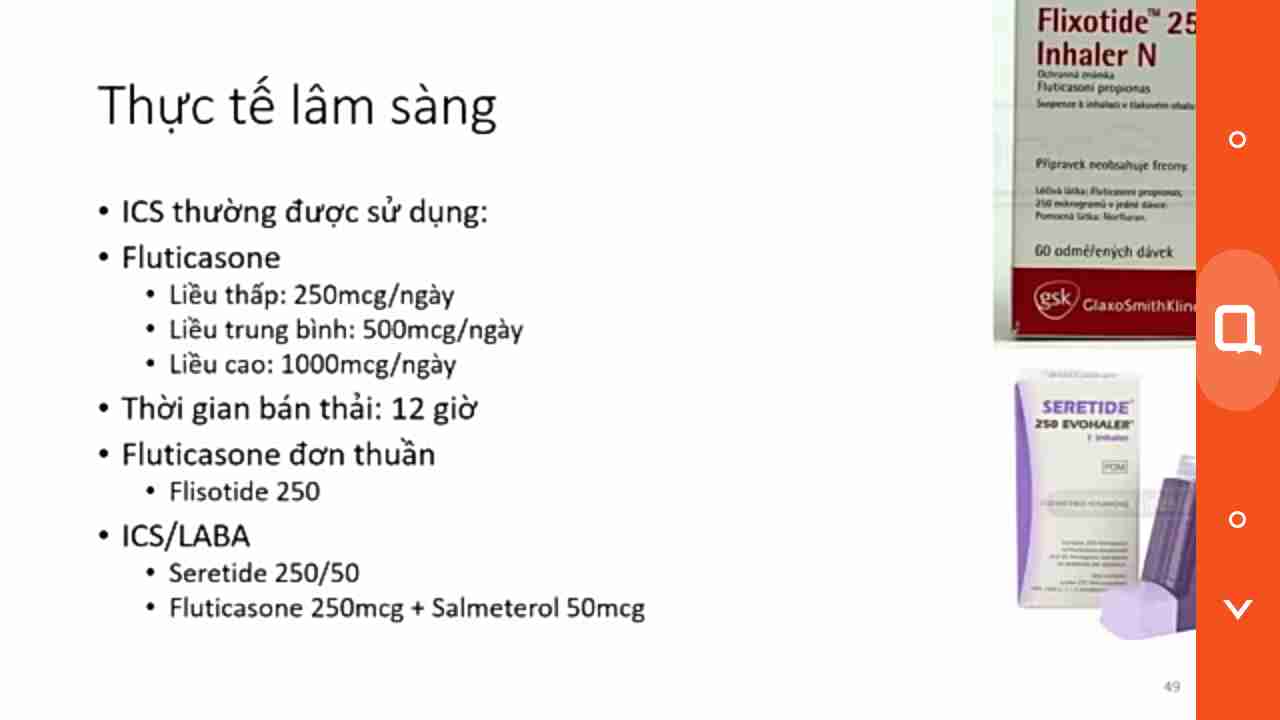 Thực tế lâm sàng
• ICS thường được sử dụng:
• Fluticasone
• Liều thấp: 250mcg/ngày
• Liều trung bình: 500mcg/ngày
• Liều cao: 1000mcg/ngày
• Thời gian bán thải: 12 giờ
• Fluticasone đơn thuần
• Flisotide 250
• ICS/LABA
• Seretide 250/50
• Fluticasone 250mcg + Salmeterol 50mcg
Flixotide™ 25
Inhaler N
Ochranná známka
Fluticasoni propionas
Suspenze k inhalaci v tlakovém
Přípravek neobsahuje freony.
Léčivá látka: Fluticasoni propionas,
250 mikrogramů v jedné dávce.
Pomocná látka: Norfluran.
60 odměřených dávek
gsk GlaxoSmithKlin
SERETIDE
250 EVOHALER
Inhaler
POM
49